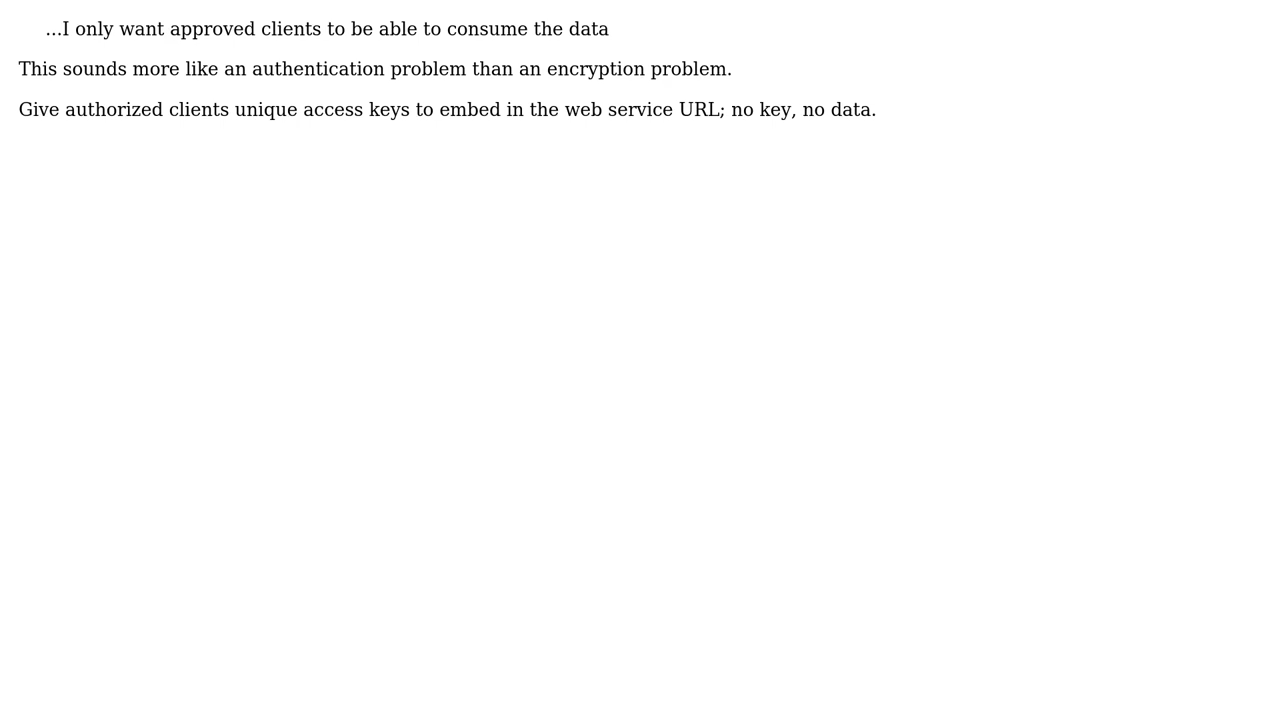 ...I only want approved clients to be able to consume the data
This sounds more like an authentication problem than an encryption problem.
Give authorized clients unique access keys to embed in the web service URL; no key, no data.